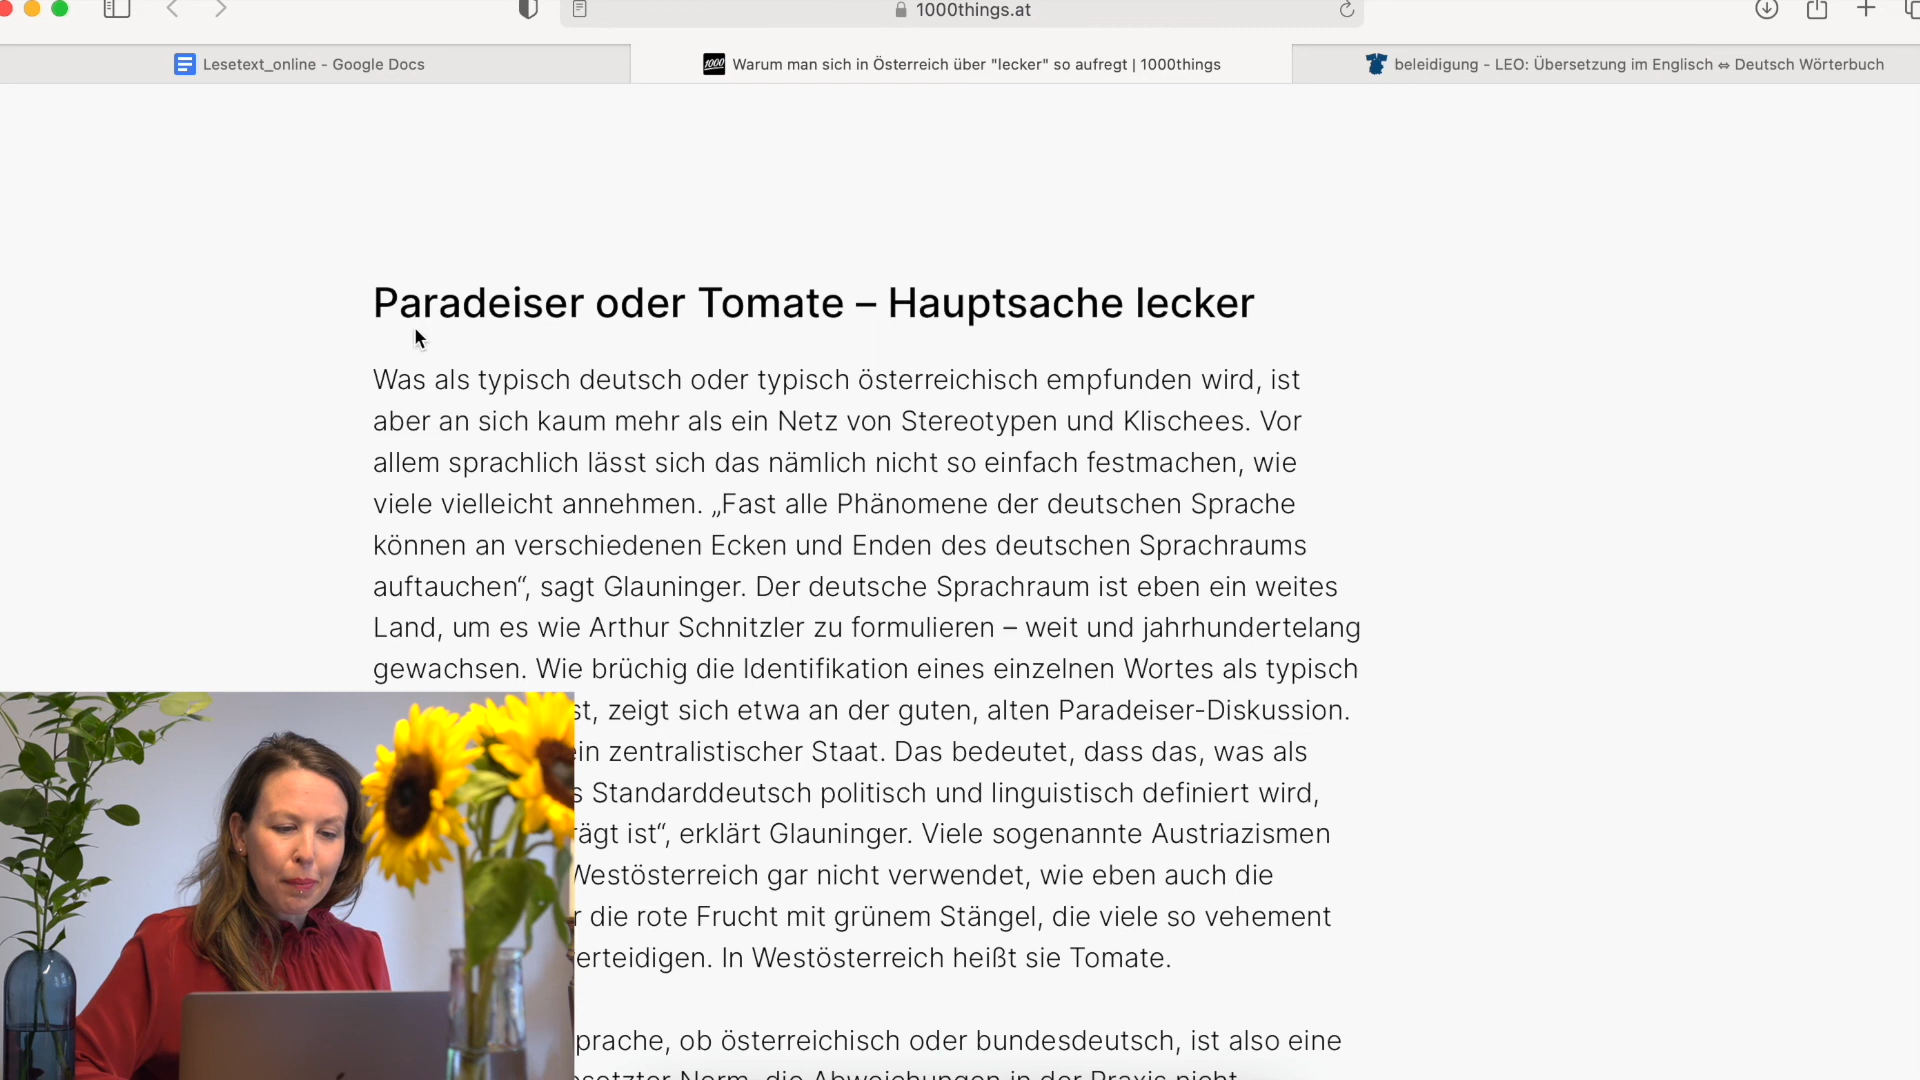 1000things.at
Lesetext_online - Google Docs
1000
Warum man sich in Österreich über "lecker" so aufregt | 1000things
beleidigung - LEO: Übersetzung im Englisch ⇔ Deutsch Wörterbuch
Paradeiser oder Tomate – Hauptsache lecker
Was als typisch deutsch oder typisch österreichisch empfunden wird, ist
aber an sich kaum mehr als ein Netz von Stereotypen und Klischees. Vor
allem sprachlich lässt sich das nämlich nicht so einfach festmachen, wie
viele vielleicht annehmen. „Fast alle Phänomene der deutschen Sprache
können an verschiedenen Ecken und Enden des deutschen Sprachraums
auftauchen“, sagt Glauninger. Der deutsche Sprachraum ist eben ein weites
Land, um es wie Arthur Schnitzler zu formulieren – weit und jahrhundertelang
gewachsen. Wie brüchig die Identifikation eines einzelnen Wortes als typisch
st, zeigt sich etwa an der guten, alten Paradeiser-Diskussion.
in zentralistischer Staat. Das bedeutet, dass das, was als
s Standarddeutsch politisch und linguistisch definiert wird,
rägt ist“, erklärt Glauninger. Viele sogenannte Austriazismen
Westösterreich gar nicht verwendet, wie eben auch die
r die rote Frucht mit grünem Stängel, die viele so vehement
erteidigen. In Westösterreich heißt sie Tomate.
prache, ob österreichisch oder bundesdeutsch, ist also eine
Norm, die Abweichungen in der Praxis nicht